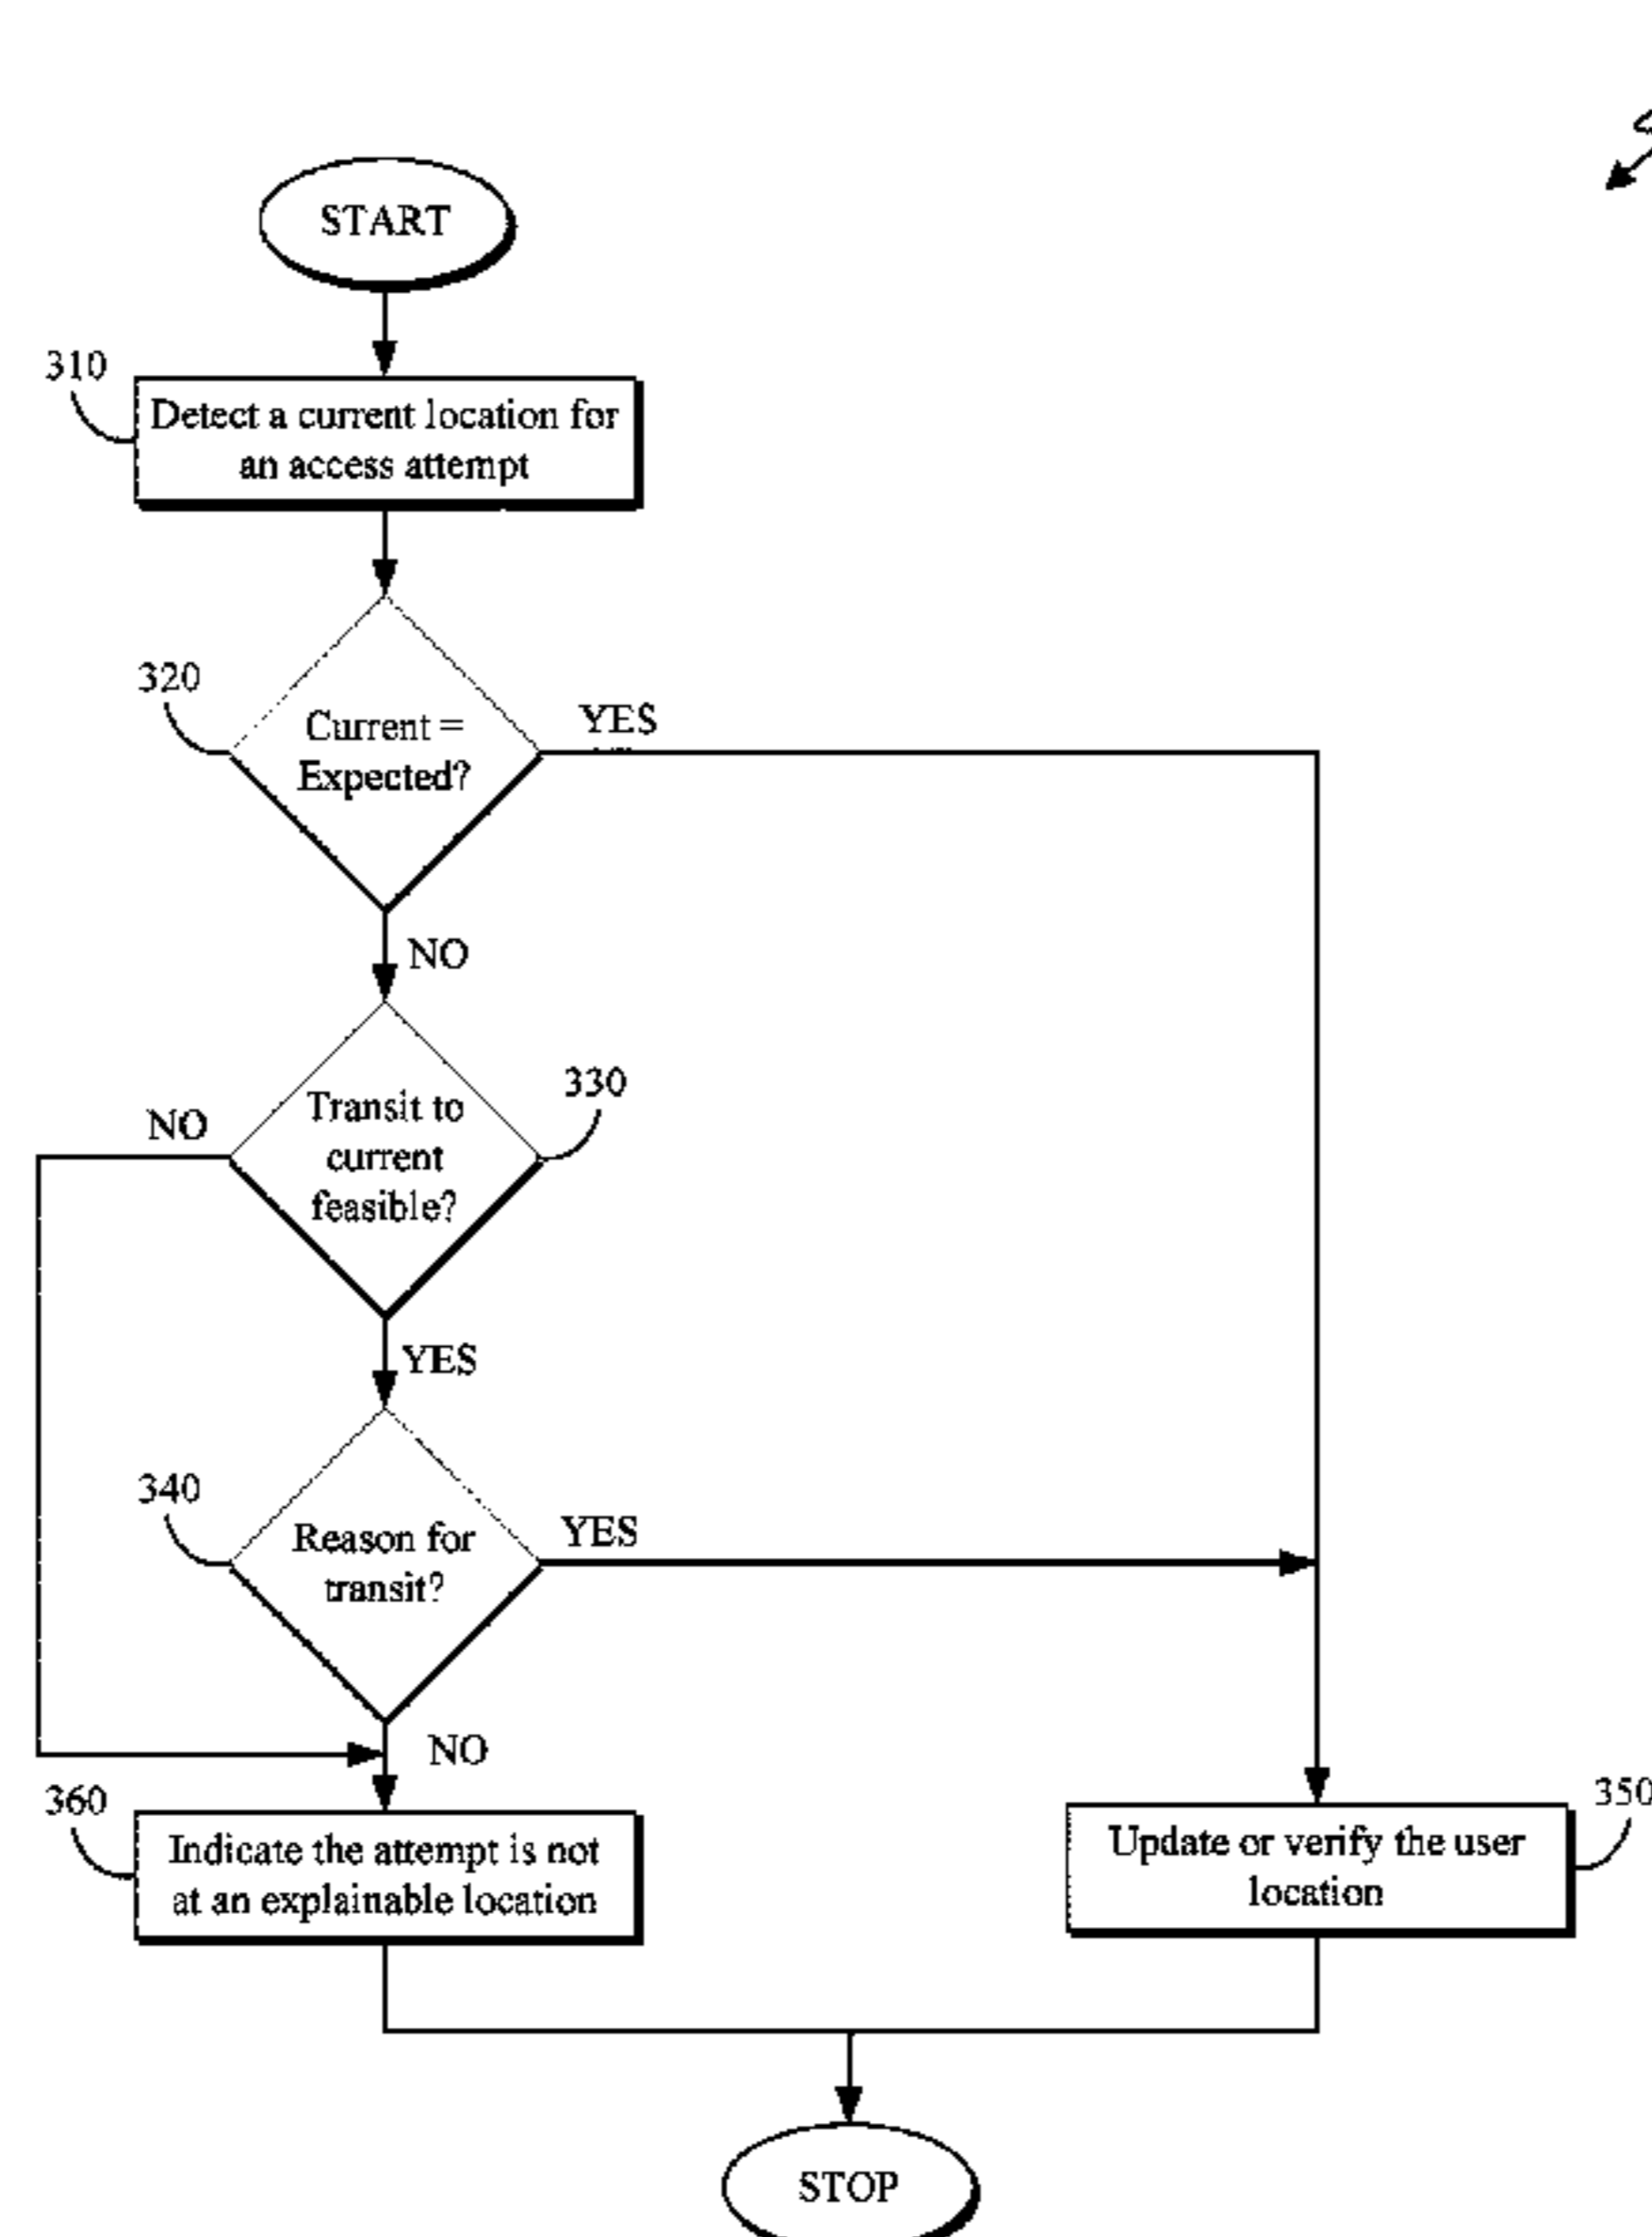 START
310
Detect a current location for
an access attempt
320
Current =
Expected?
YES
NO
330
Transit to
current
feasible?
NO
YES
340
Reason for
transit?
YES
NO
360
Indicate the attempt is not
at an explainable location
350
Update or verify the user
location
STOP